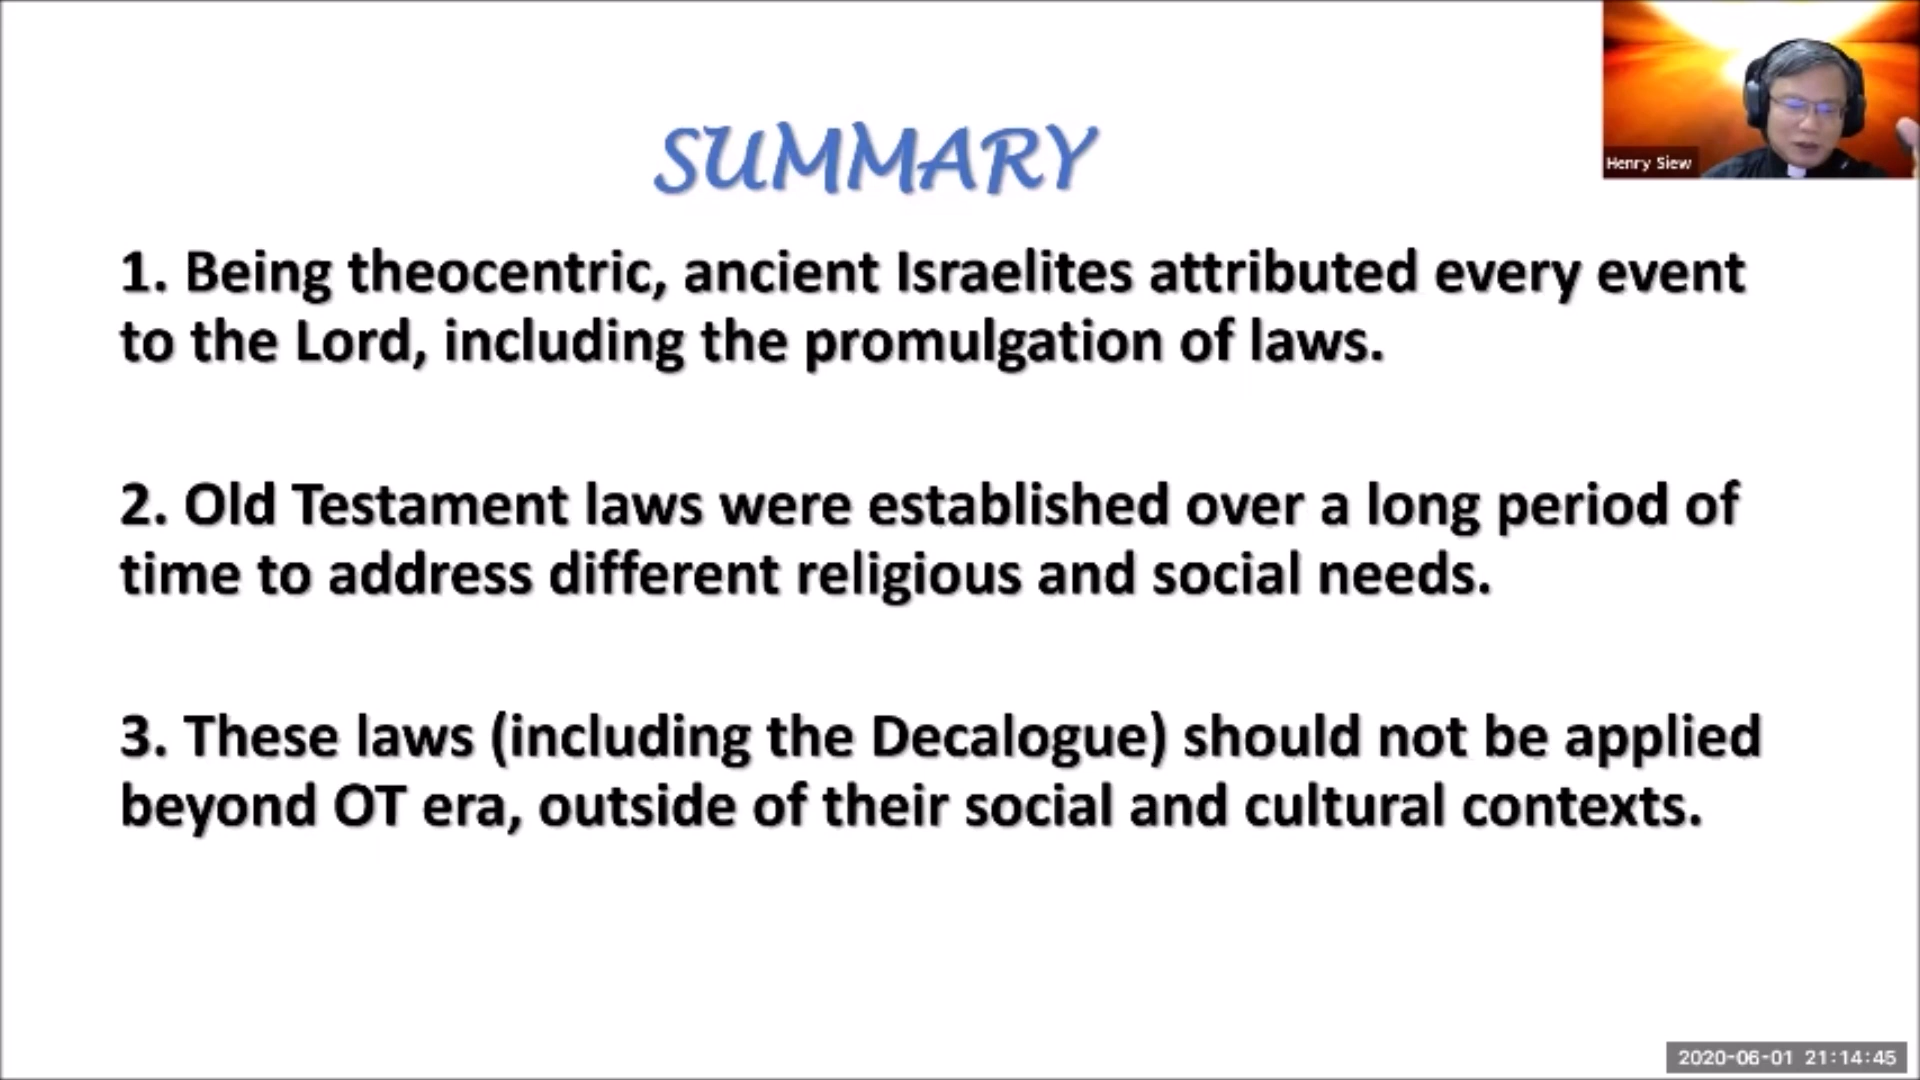 SUMMARY
Henry Siew
1. Being theocentric, ancient Israelites attributed every event
to the Lord, including the promulgation of laws.
2. Old Testament laws were established over a long period of
time to address different religious and social needs.
3. These laws (including the Decalogue) should not be applied
beyond OT era, outside of their social and cultural contexts.
2020-06-01 21:14:45